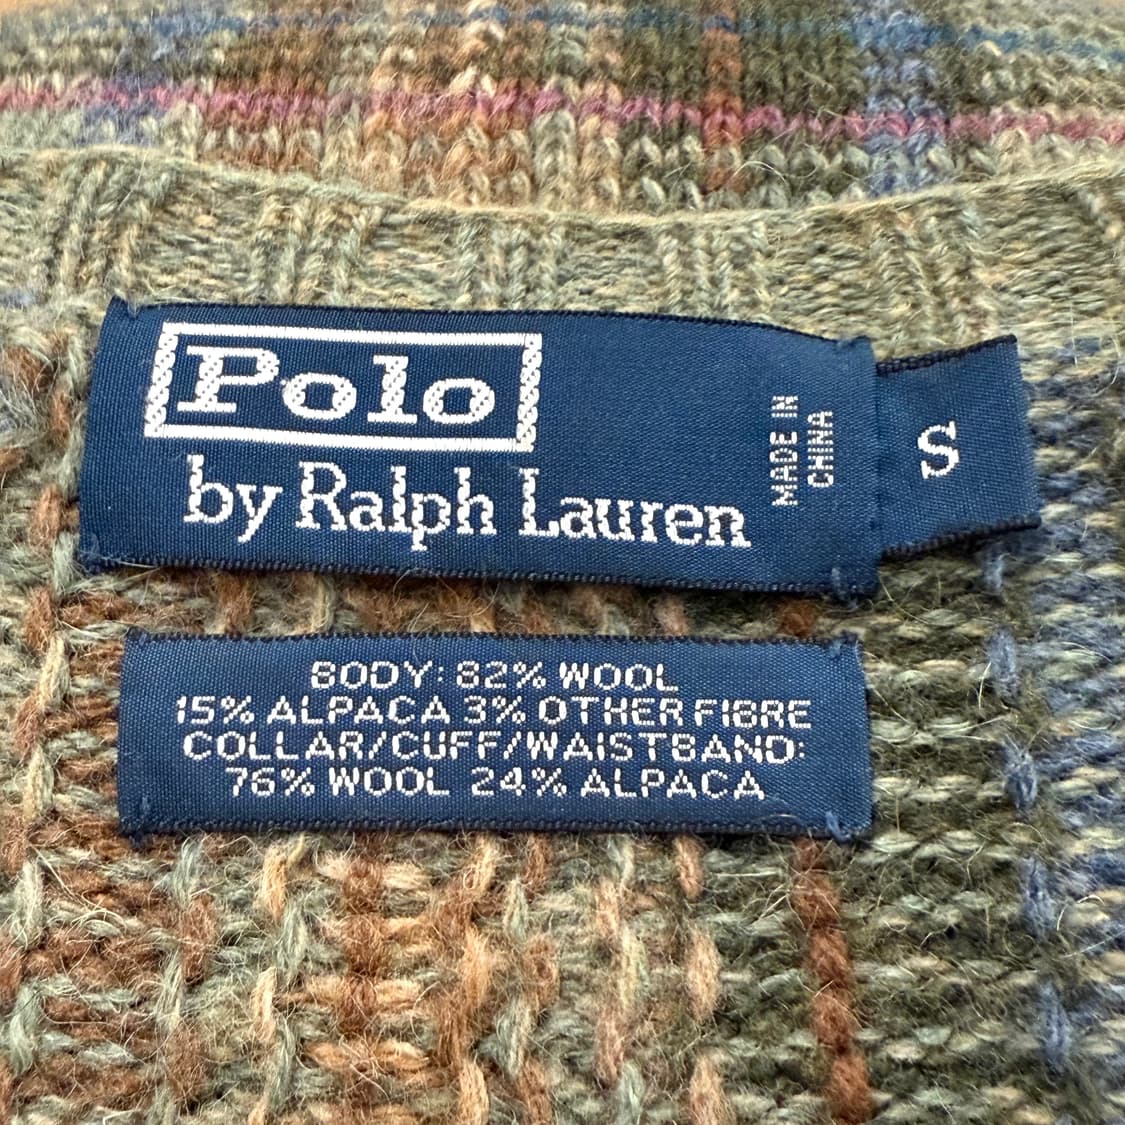 Polo
by Ralph Lauren
MADE IN
CHINA
S
BODY: 82% WOOL
15% ALPACA 3% OTHER FIBRE
COLLAR/CUFF/WAISTBAND:
76% WOOL 24% ALPACA